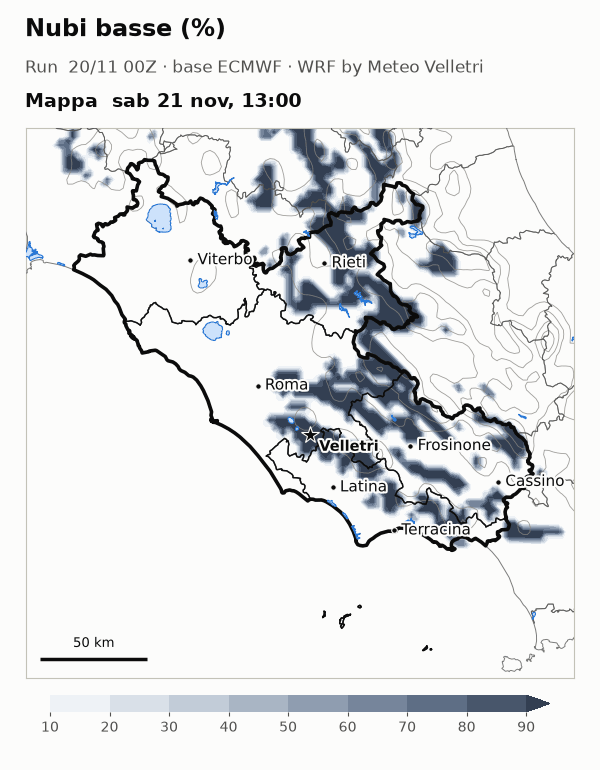 Nubi basse (%)
Run  20/11 00Z · base ECMWF · WRF by Meteo Velletri
Mappa  sab 21 nov, 13:00
Viterbo
Rieti
Roma
Velletri
Frosinone
Latina
Cassino
Terracina
50 km
10 20 30 40 50 60 70 80 90